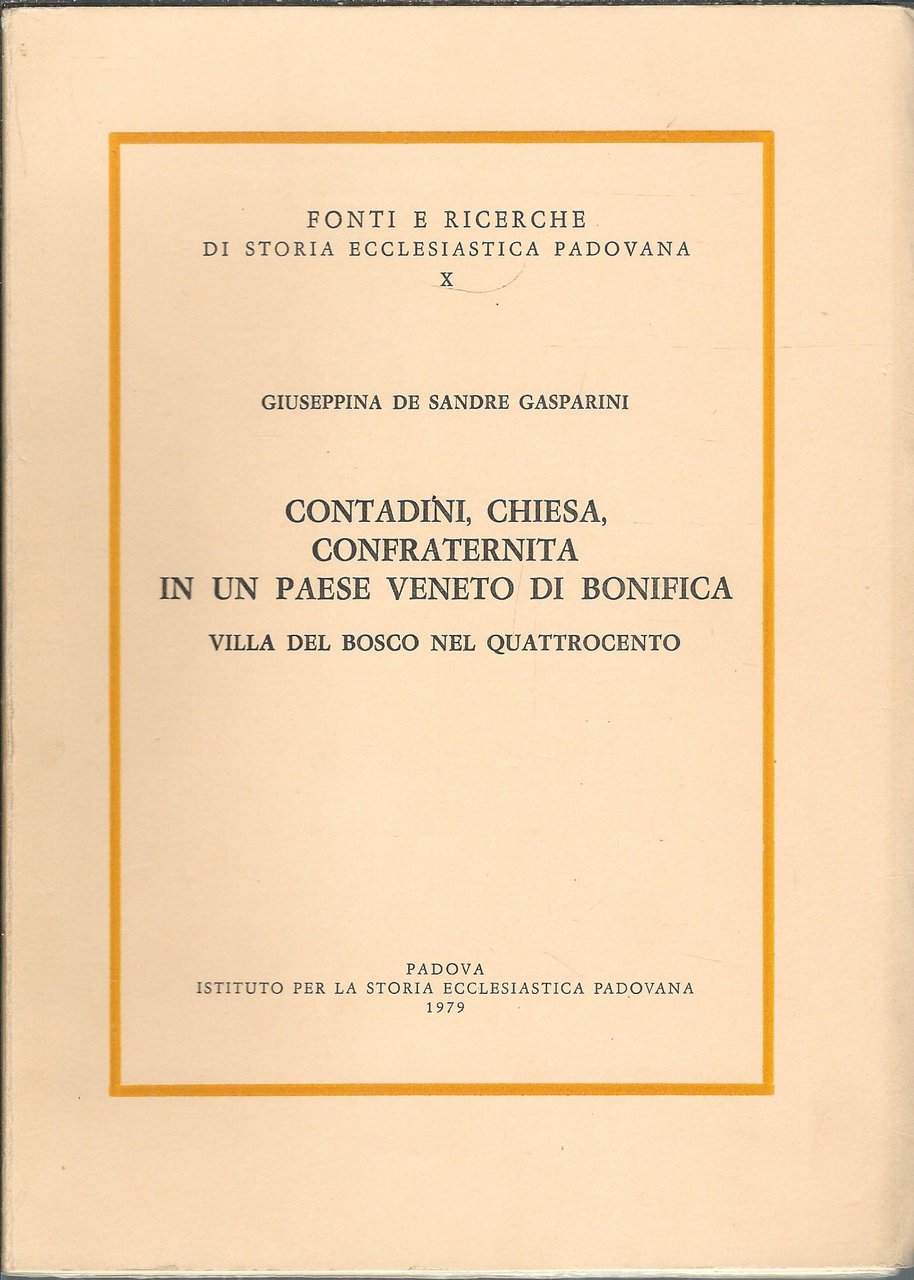 FONTI E RICERCHE
DI STORIA ECCLESIASTICA PADOVANA
X
GIUSEPPINA DE SANDRE GASPARINI
CONTADINI, CHIESA,
CONFRATERNITA
IN UN PAESE VENETO DI BONIFICA
VILLA DEL BOSCO NEL QUATTROCENTO
PADOVA
ISTITUTO PER LA STORIA ECCLESIASTICA PADOVANA
1979